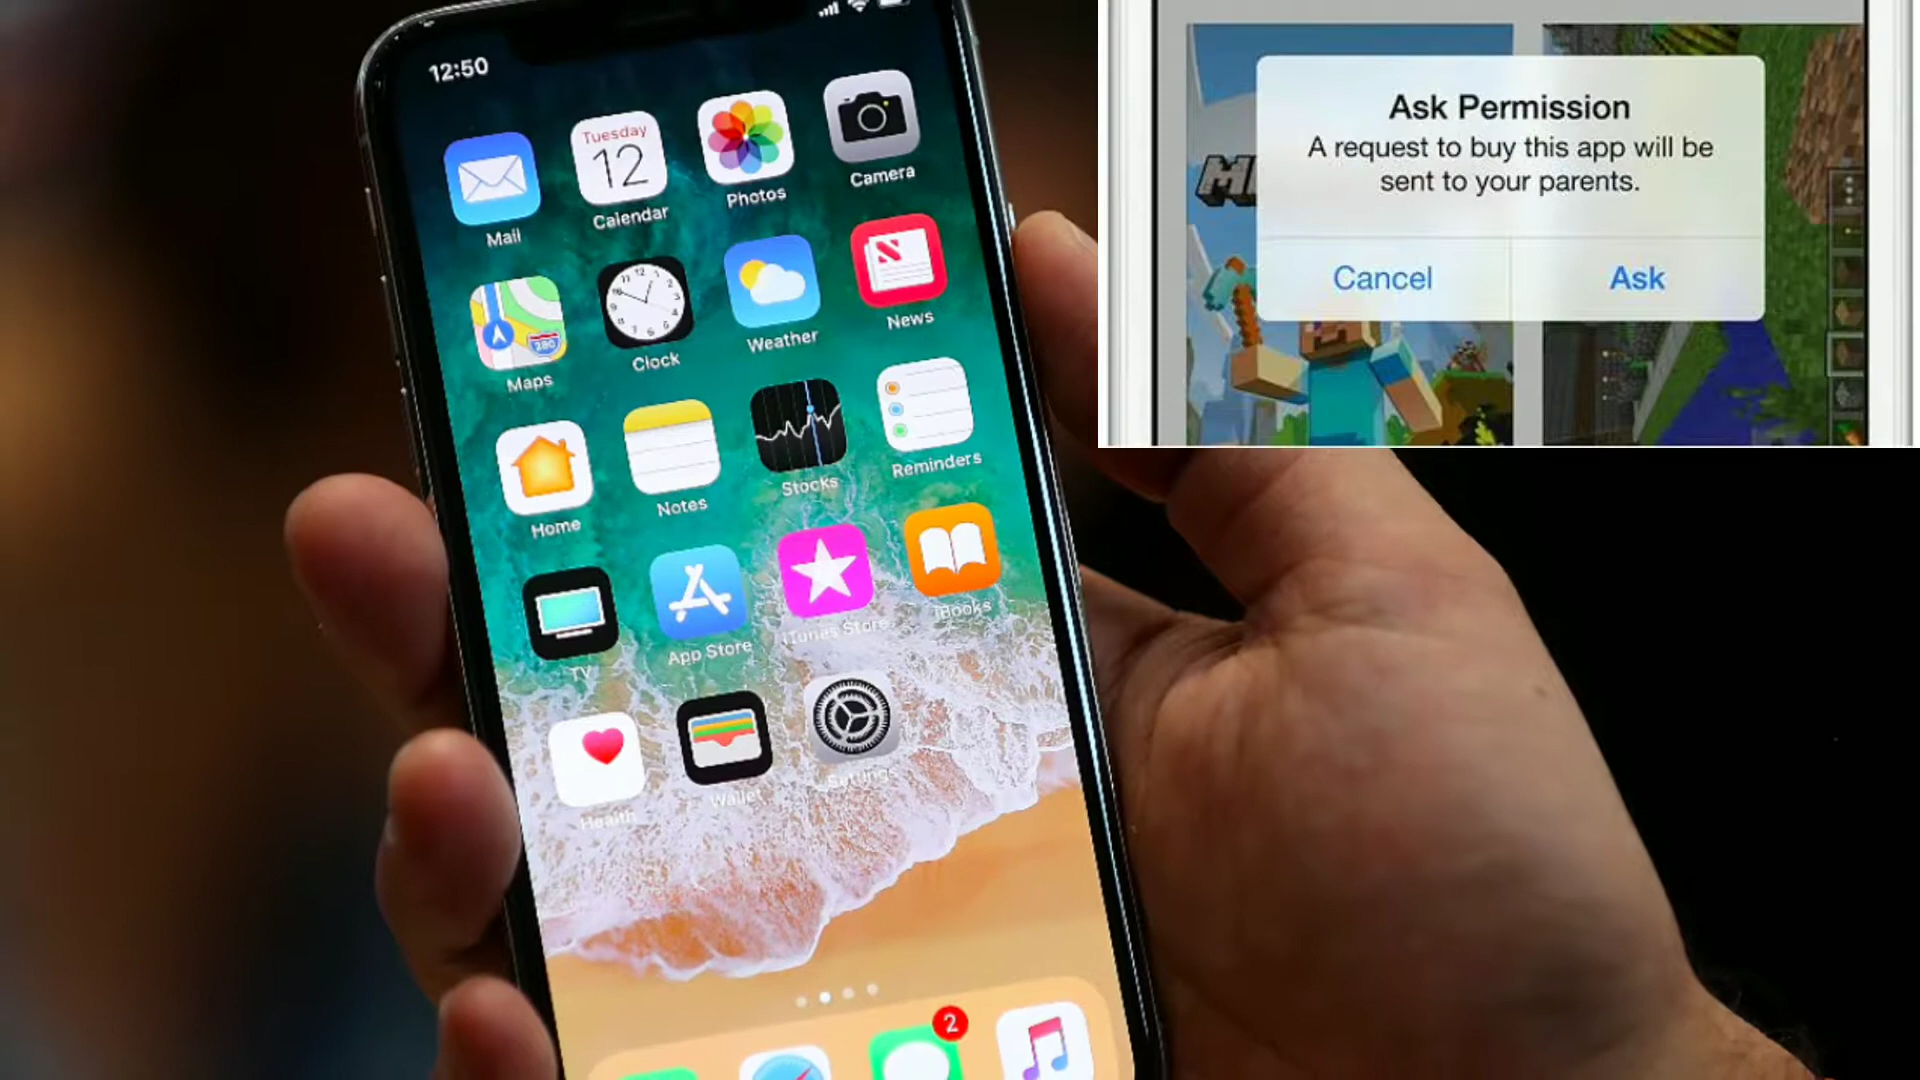 12:50
Tuesday
12
Mail
Calendar
Photos
Camera
280
Maps
Clock
Weather
News
Home
Notes
Stocks
Reminders
TV
App Store
iTunes Store
iBooks
Health
Wallet
Settings
2
Ask Permission
A request to buy this app will be
sent to your parents.
Cancel
Ask